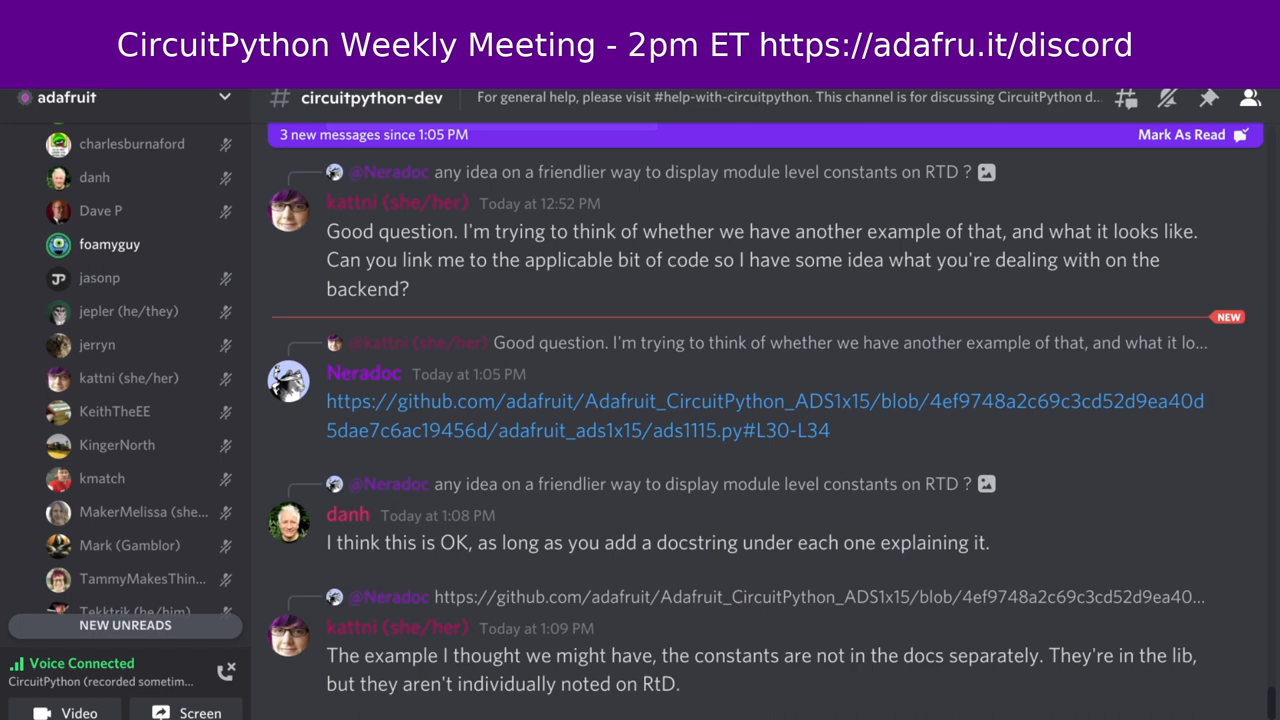 CircuitPython Weekly Meeting - 2pm ET https://adafru.it/discord
adafruit
# circuitpython-dev
For general help, please visit #help-with-circuitpython. This channel is for discussing CircuitPython d...
charlesburnaford
danh
Dave P
foamyguy
jasonp
jepler (he/they)
jerryn
kattni (she/her)
KeithTheEE
KingerNorth
kmatch
MakerMelissa (she...
Mark (Gamblor)
TammyMakesThin...
Tekktrik (he/him)
NEW UNREADS
Voice Connected
CircuitPython (recorded sometim...
Video
Screen
3 new messages since 1:05 PM
Mark As Read
@Neradoc any idea on a friendlier way to display module level constants on RTD ?
kattni (she/her) Today at 12:52 PM
Good question. I'm trying to think of whether we have another example of that, and what it looks like.
Can you link me to the applicable bit of code so I have some idea what you're dealing with on the
backend?
NEW
@kattni (she/her) Good question. I'm trying to think of whether we have another example of that, and what it lo...
Neradoc Today at 1:05 PM
https://github.com/adafruit/Adafruit_CircuitPython_ADS1x15/blob/4ef9748a2c69c3cd52d9ea40d
5dae7c6ac19456d/adafruit_ads1x15/ads1115.py#L30-L34
@Neradoc any idea on a friendlier way to display module level constants on RTD ?
danh Today at 1:08 PM
I think this is OK, as long as you add a docstring under each one explaining it.
@Neradoc https://github.com/adafruit/Adafruit_CircuitPython_ADS1x15/blob/4ef9748a2c69c3cd52d9ea40...
kattni (she/her) Today at 1:09 PM
The example I thought we might have, the constants are not in the docs separately. They're in the lib,
but they aren't individually noted on RtD.